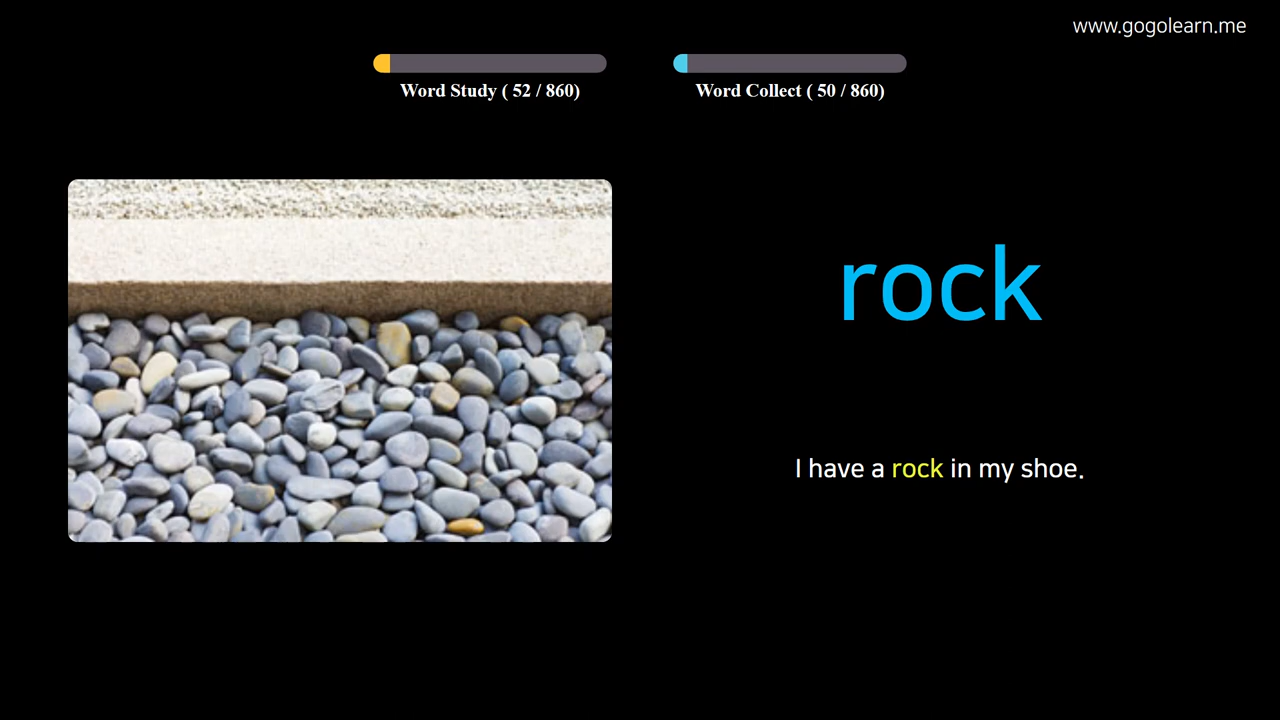 www.gogolearn.me
Word Study ( 52 / 860)
Word Collect ( 50 / 860)
rock
I have a rock in my shoe.